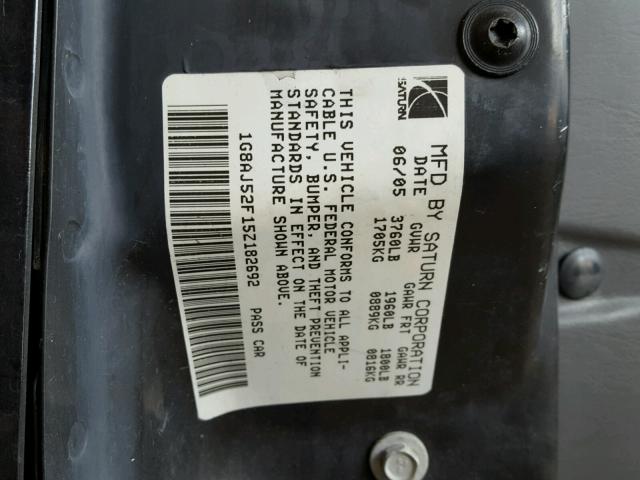 SATURN
MFD BY SATURN CORPORATION
DATE GVWR GAWR FRT GAWR RR
06/05 3760LB 1960LB 1800LB
1705KG 0889KG 0816KG
THIS VEHICLE CONFORMS TO ALL APPLI-
CABLE U.S. FEDERAL MOTOR VEHICLE
SAFETY, BUMPER, AND THEFT PREVENTION
STANDARDS IN EFFECT ON THE DATE OF
MANUFACTURE SHOWN ABOVE.
1G8AJ52F15Z182692 PASS CAR